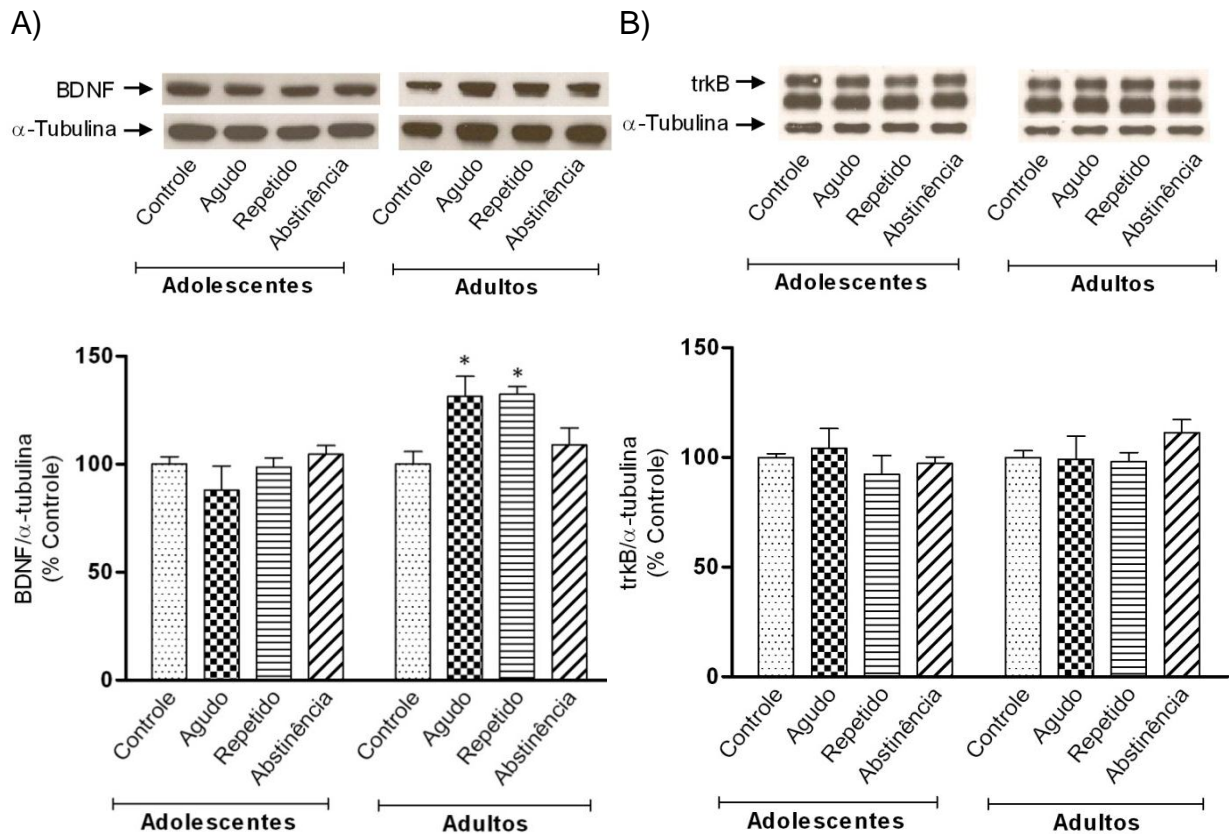 A)
BDNF
α-Tubulina
Controle
Agudo
Repetido
Abstinência
Adolescentes
Controle
Agudo
Repetido
Abstinência
Adultos
BDNF/α-tubulina
(% Controle)
150
100
50
0
*
*
Controle
Agudo
Repetido
Abstinência
Adolescentes
Controle
Agudo
Repetido
Abstinência
Adultos
B)
trkB
α-Tubulina
Controle
Agudo
Repetido
Abstinência
Adolescentes
Controle
Agudo
Repetido
Abstinência
Adultos
trkB/α-tubulina
(% Controle)
150
100
50
0
Controle
Agudo
Repetido
Abstinência
Adolescentes
Controle
Agudo
Repetido
Abstinência
Adultos